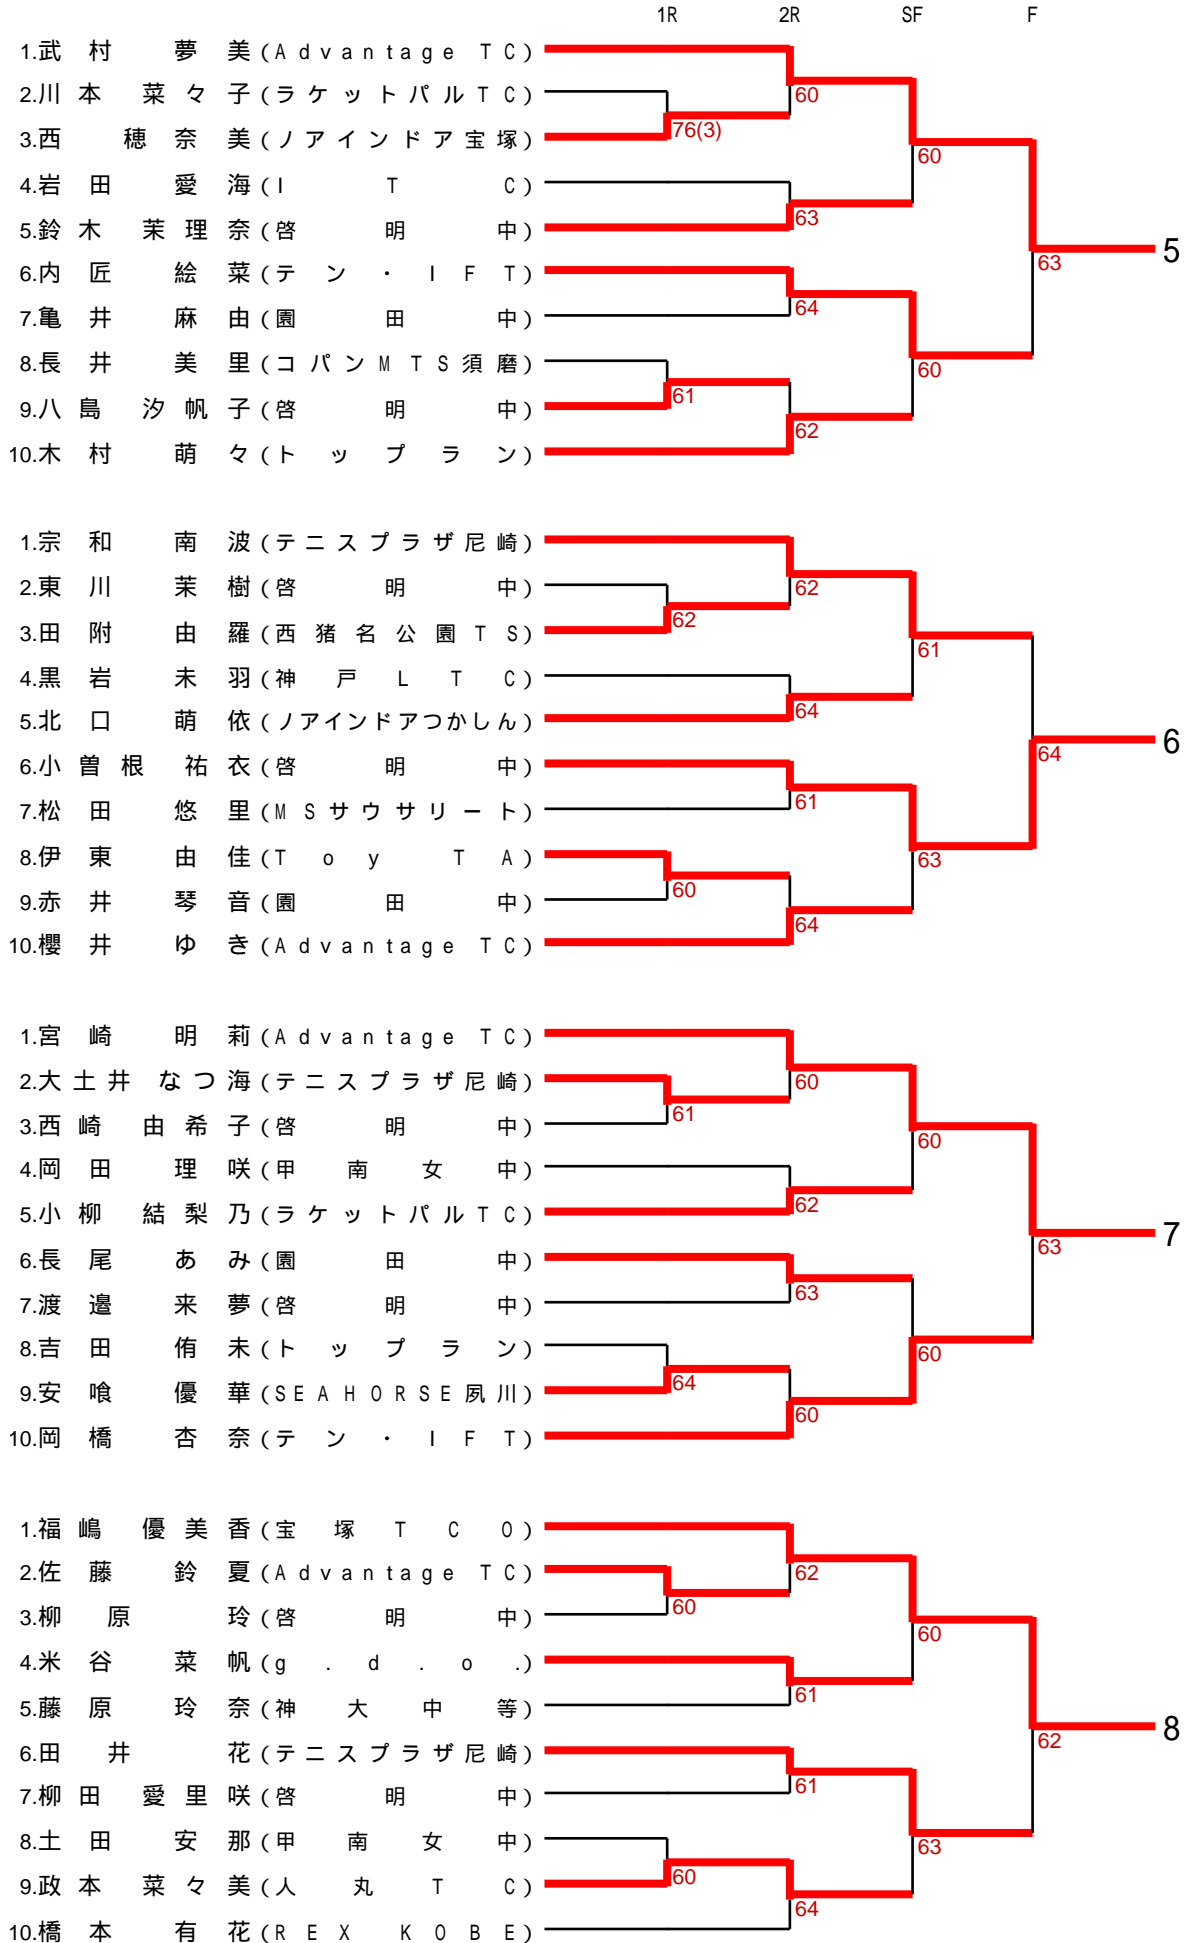 1R 2R SF F
1.武村 夢美(Advantage TC)
2.川本 菜々子(ラケットパルTC)
60
3.西 穂奈美(ノアインドア宝塚)
76(3)
60
4.岩田 愛海(I T C)
63
5.鈴木 茉理奈(啓明中)
5
63
6.内匠 絵菜(テン・IFT)
64
7.亀井 麻由(園田中)
8.長井 美里(コパンMTS須磨)
60
61
9.八島 汐帆子(啓明中)
62
10.木村 萌々(トップラン)
1.宗和 南波(テニスプラザ尼崎)
2.東川 茉樹(啓明中)
62
62
3.田附 由羅(西猪名公園TS)
61
4.黒岩 未羽(神戸LTC)
64
5.北口 萌依(ノアインドアつかしん)
6
64
6.小曽根 祐衣(啓明中)
61
7.松田 悠里(MSサウサリート)
8.伊東 由佳(Toy TA)
63
60
9.赤井 琴音(園田中)
64
10.櫻井 ゆき(Advantage TC)
1.宮崎 明莉(Advantage TC)
2.大土井 なつ海(テニスプラザ尼崎)
60
61
3.西崎 由希子(啓明中)
60
4.岡田 理咲(甲南女中)
62
5.小柳 結梨乃(ラケットパルTC)
7
63
6.長尾 あみ(園田中)
63
7.渡邉 来夢(啓明中)
8.吉田 侑未(トップラン)
60
64
9.安喰 優華(SEAHORSE夙川)
60
10.岡橋 杏奈(テン・IFT)
1.福嶋 優美香(宝塚TCO)
2.佐藤 鈴夏(Advantage TC)
62
60
3.柳原 玲(啓明中)
60
4.米谷 菜帆(g.d.o.)
61
5.藤原 玲奈(神大中等)
8
62
6.田井 花(テニスプラザ尼崎)
61
7.柳田 愛里咲(啓明中)
8.土田 安那(甲南女中)
63
60
9.政本 菜々美(人丸TC)
64
10.橋本 有花(REX KOBE)